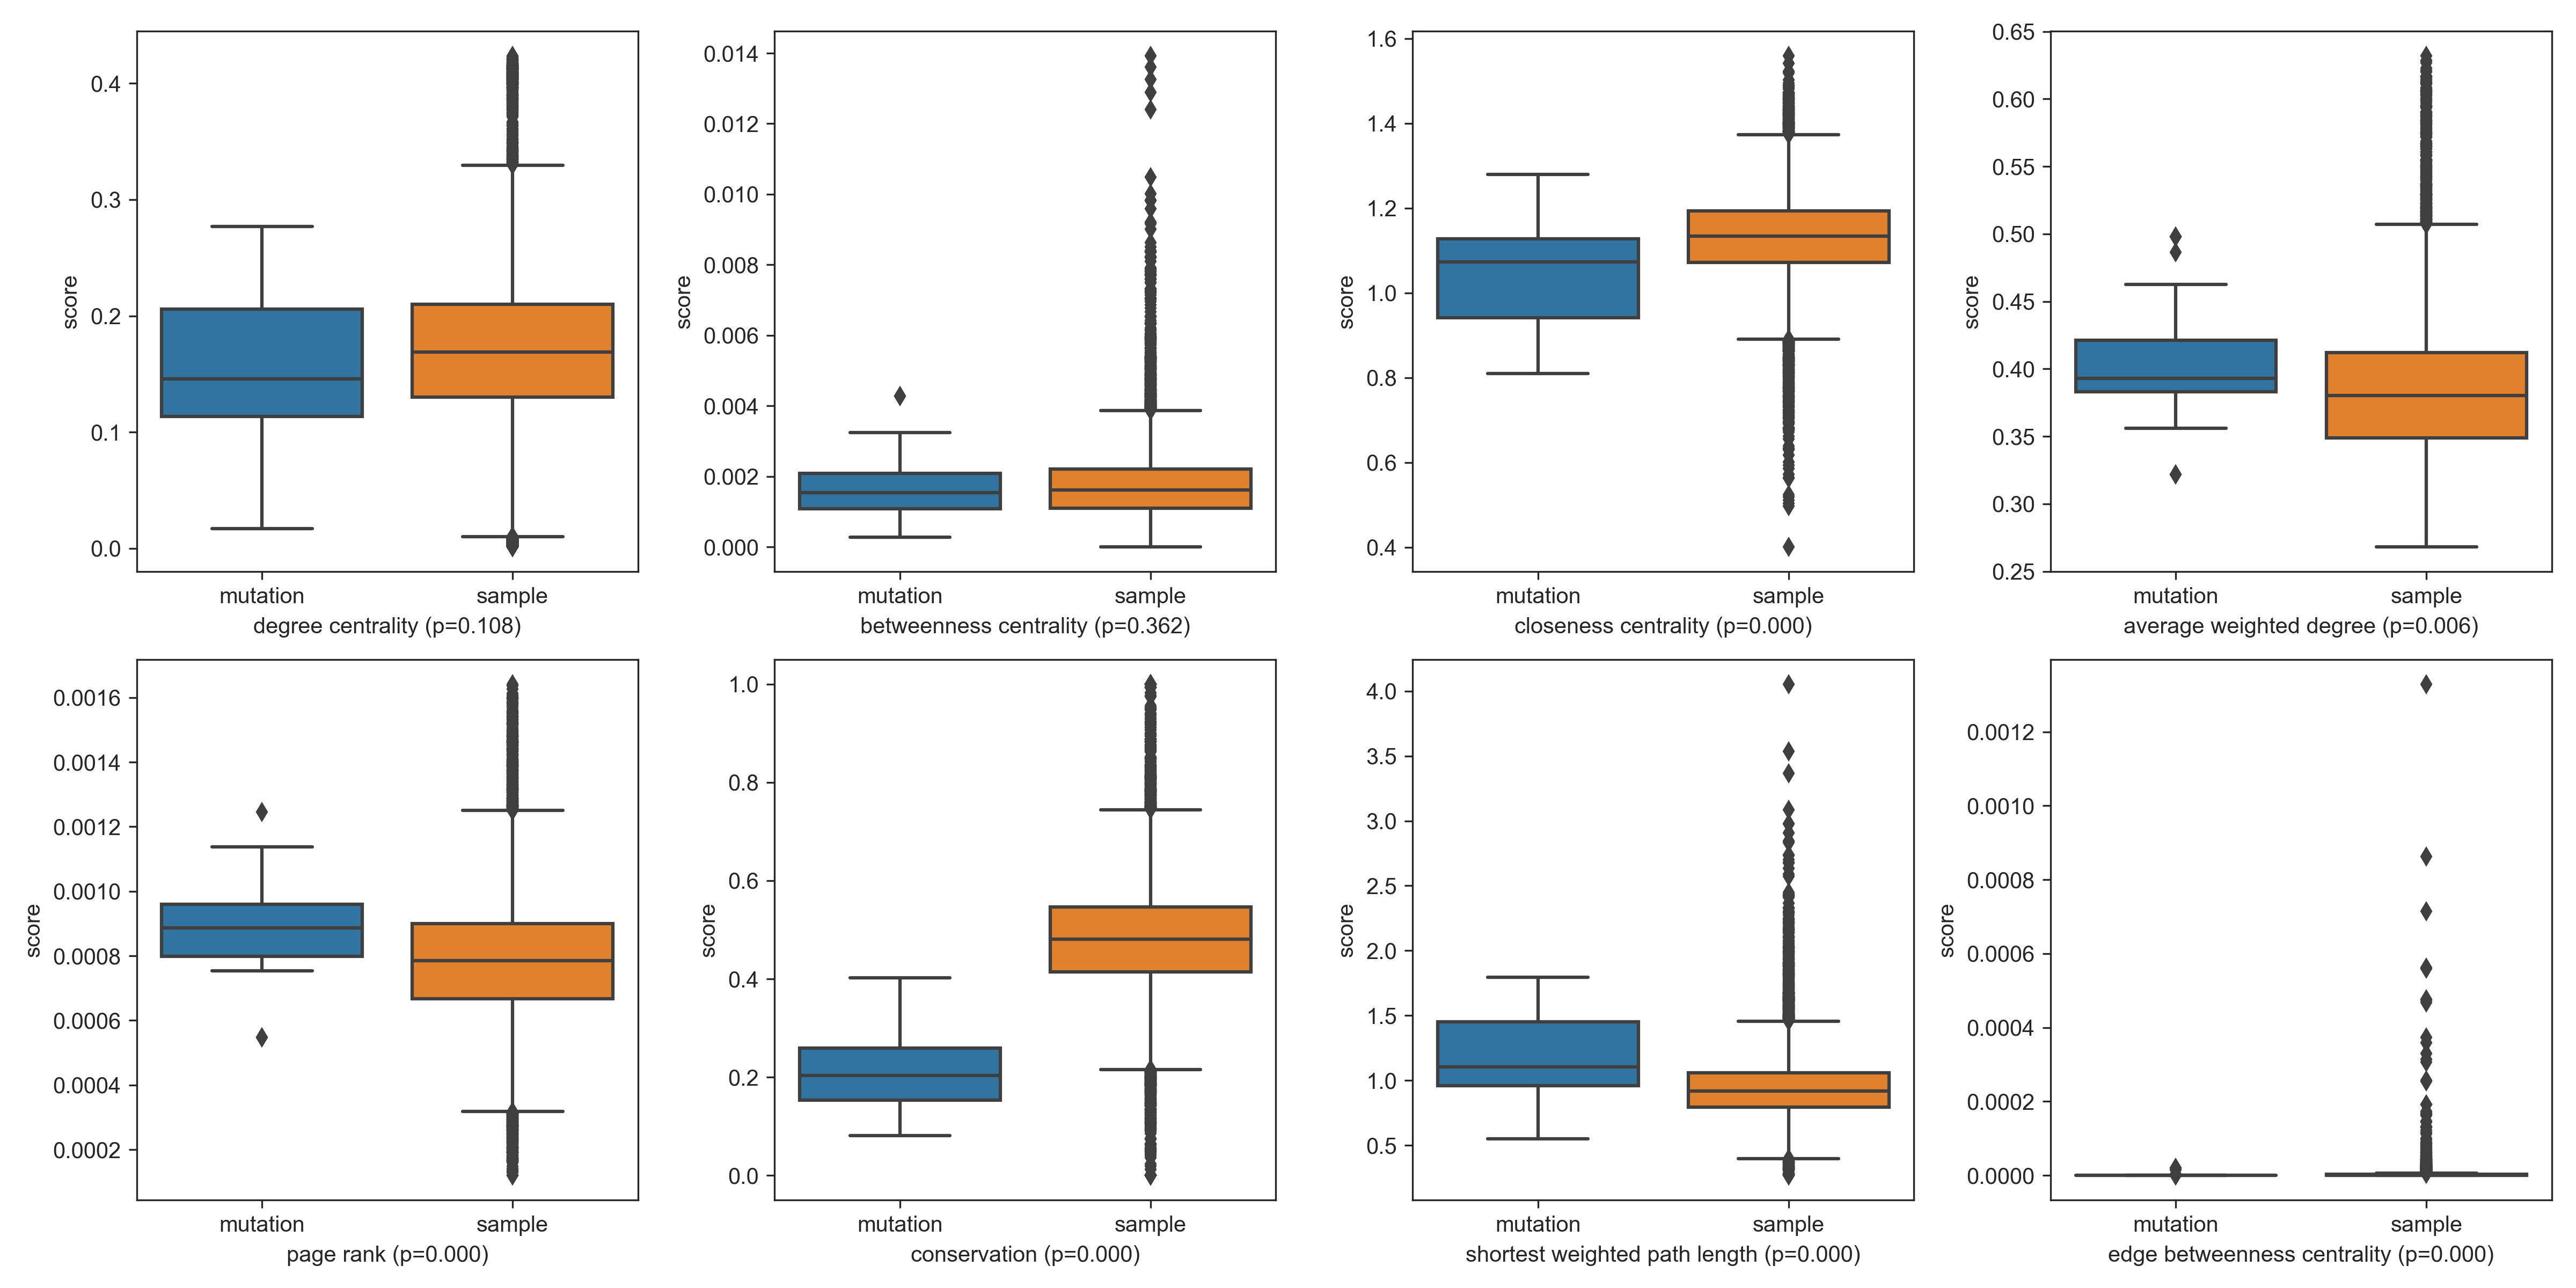 0.4
0.3
0.2
0.1
0.0
score
mutation
sample
degree centrality (p=0.108)
0.014
0.012
0.010
0.008
0.006
0.004
0.002
0.000
score
mutation
sample
betweenness centrality (p=0.362)
1.6
1.4
1.2
1.0
0.8
0.6
0.4
score
mutation
sample
closeness centrality (p=0.000)
0.65
0.60
0.55
0.50
0.45
0.40
0.35
0.30
0.25
score
mutation
sample
average weighted degree (p=0.006)
0.0016
0.0014
0.0012
0.0010
0.0008
0.0006
0.0004
0.0002
score
mutation
sample
page rank (p=0.000)
1.0
0.8
0.6
0.4
0.2
0.0
score
mutation
sample
conservation (p=0.000)
4.0
3.5
3.0
2.5
2.0
1.5
1.0
0.5
score
mutation
sample
shortest weighted path length (p=0.000)
0.0012
0.0010
0.0008
0.0006
0.0004
0.0002
0.0000
score
mutation
sample
edge betweenness centrality (p=0.000)